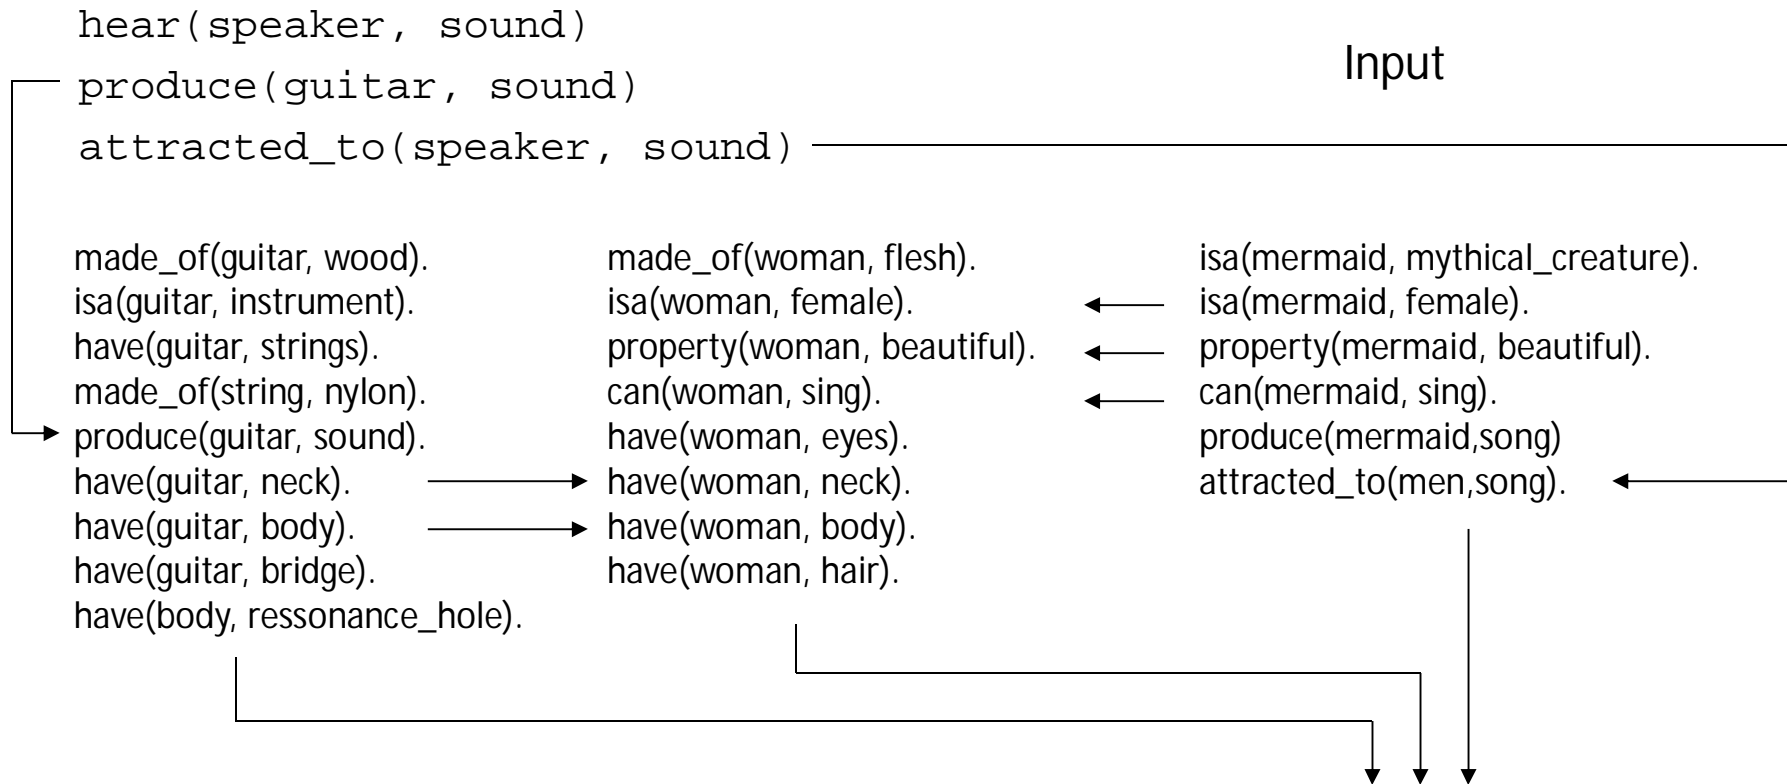 hear(speaker, sound)
Input
produce(guitar, sound)
attracted_to(speaker, sound)
made_of(guitar, wood).
isa(guitar, instrument).
have(guitar, strings).
made_of(string, nylon).
produce(guitar, sound).
have(guitar, neck).
have(guitar, body).
have(guitar, bridge).
have(body, ressonance_hole).
made_of(woman, flesh).
isa(woman, female).
property(woman, beautiful).
can(woman, sing).
have(woman, eyes).
have(woman, neck).
have(woman, body).
have(woman, hair).
isa(mermaid, mythical_creature).
isa(mermaid, female).
property(mermaid, beautiful).
can(mermaid, sing).
produce(mermaid,song)
attracted_to(men,song).